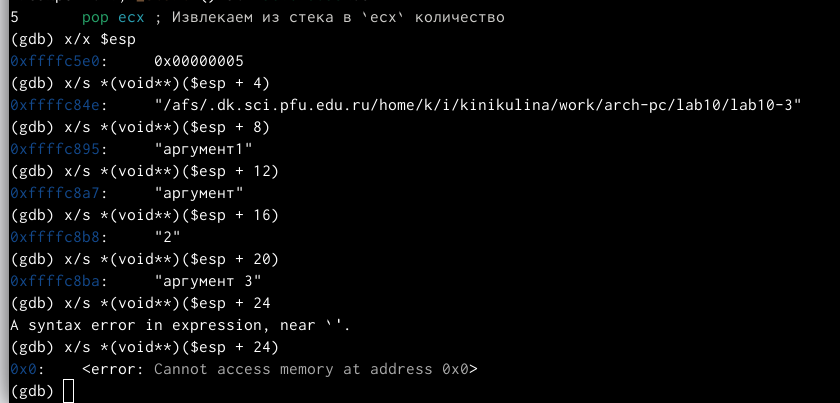 5 pop ecx ; Извлекаем из стека в `ecx` количество
(gdb) x/x $esp
0xffffc5e0: 0x00000005
(gdb) x/s *(void**)($esp + 4)
0xffffc84e: "/afs/.dk.sci.pfu.edu.ru/home/k/i/kinikulina/work/arch-pc/lab10/lab10-3"
(gdb) x/s *(void**)($esp + 8)
0xffffc895: "аргумент1"
(gdb) x/s *(void**)($esp + 12)
0xffffc8a7: "аргумент"
(gdb) x/s *(void**)($esp + 16)
0xffffc8b8: "2"
(gdb) x/s *(void**)($esp + 20)
0xffffc8ba: "аргумент 3"
(gdb) x/s *(void**)($esp + 24
A syntax error in expression, near `'.
(gdb) x/s *(void**)($esp + 24)
0x0: <error: Cannot access memory at address 0x0>
(gdb)